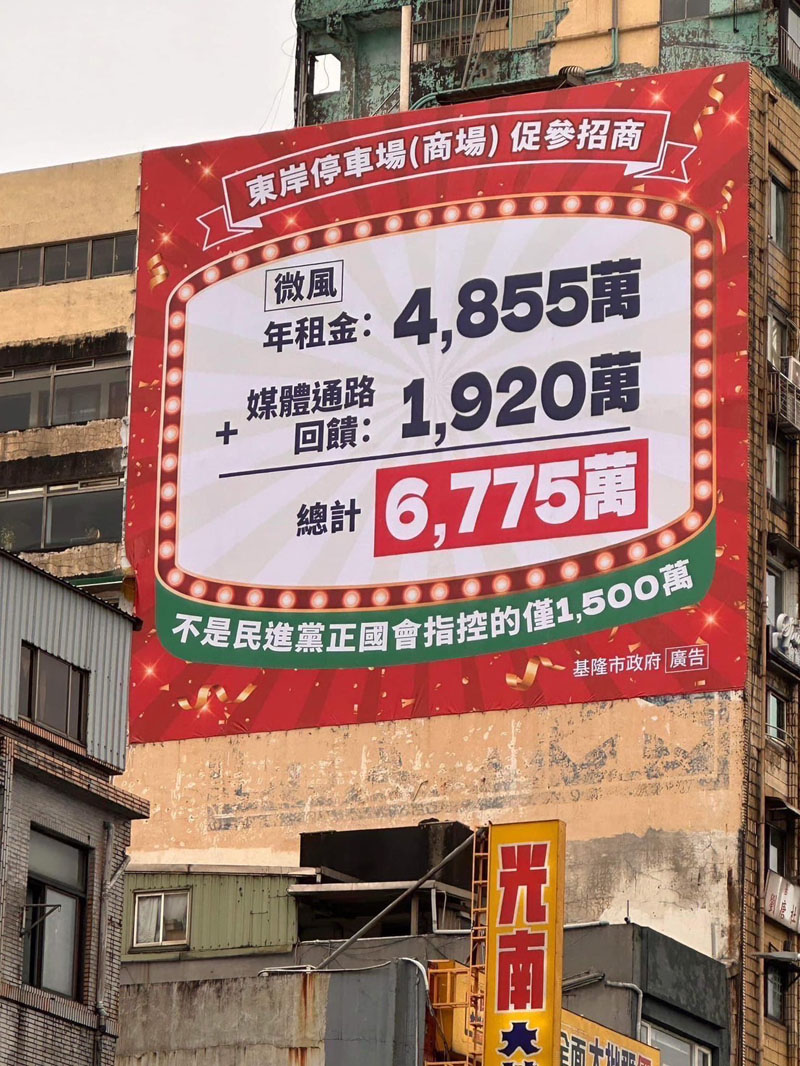 東岸停車場(商場) 促參招商
微風
年租金: 4,855萬
+ 媒體通路
回饋: 1,920萬
總計 6,775萬
不是民進黨正國會指控的僅1,500萬
基隆市政府 廣告
光南大